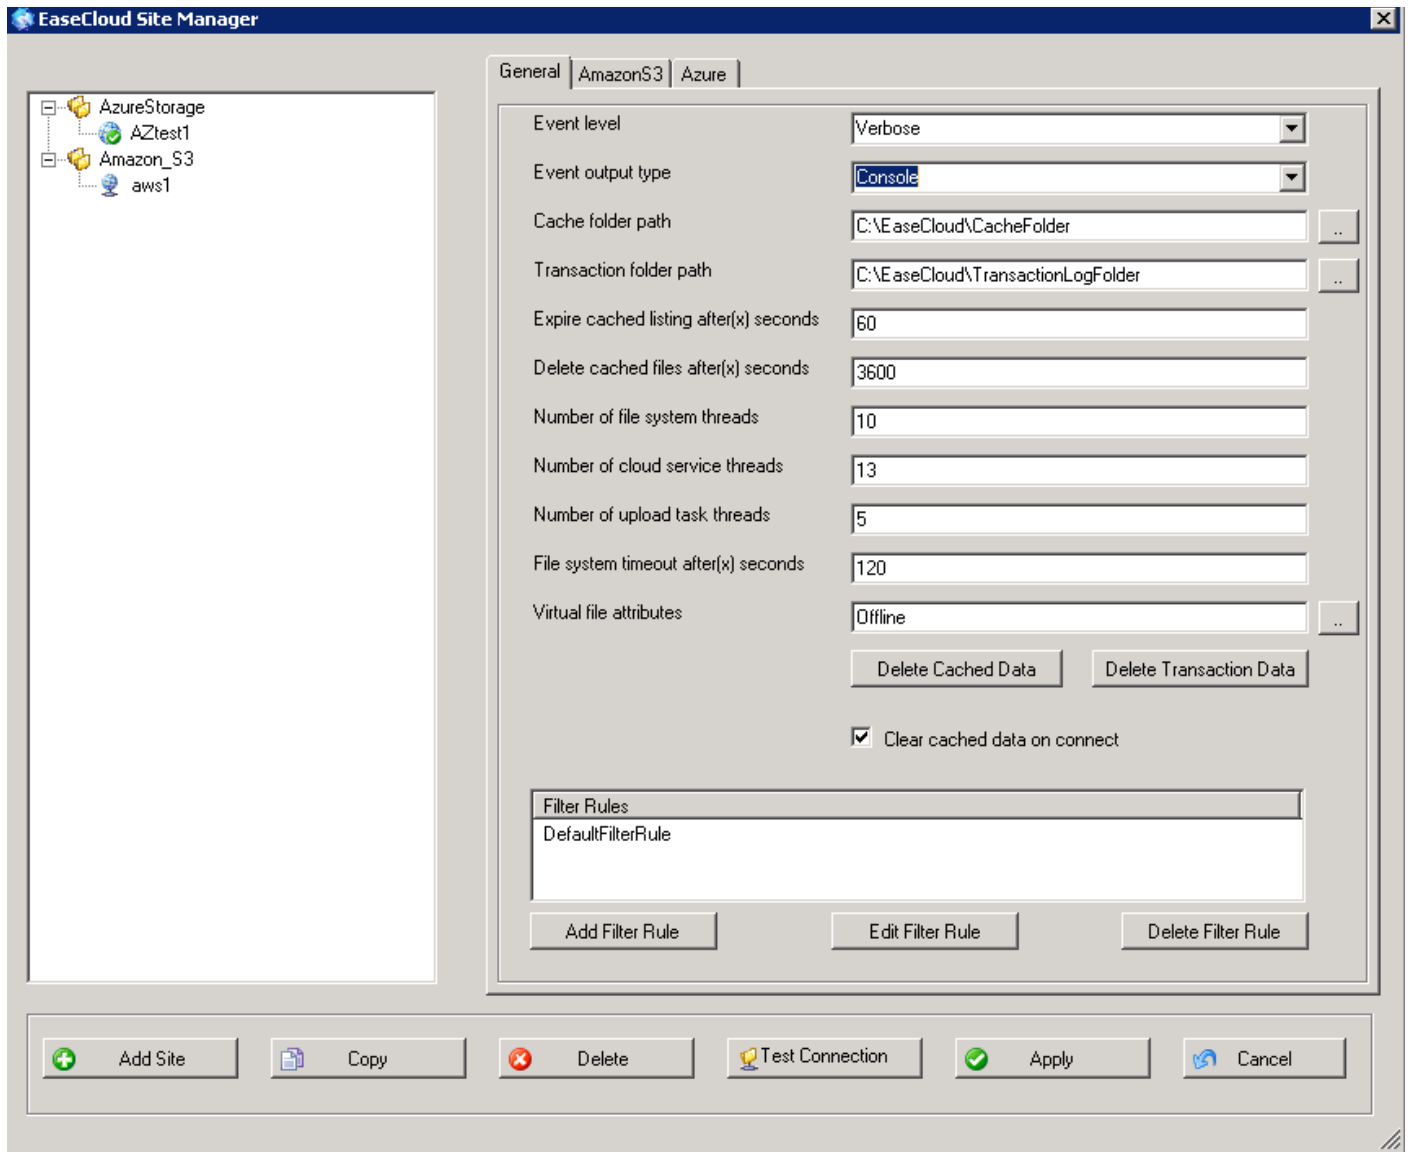 EaseCloud Site Manager
General AmazonS3 Azure
AzureStorage
AZtest1
Amazon_S3
aws1
Event level Verbose
Event output type Console
Cache folder path C:\EaseCloud\CacheFolder ..
Transaction folder path C:\EaseCloud\TransactionLogFolder ..
Expire cached listing after(x) seconds 60
Delete cached files after(x) seconds 3600
Number of file system threads 10
Number of cloud service threads 13
Number of upload task threads 5
File system timeout after(x) seconds 120
Virtual file attributes Offline ..
Delete Cached Data Delete Transaction Data
Clear cached data on connect
Filter Rules
DefaultFilterRule
Add Filter Rule Edit Filter Rule Delete Filter Rule
Add Site Copy Delete Test Connection Apply Cancel